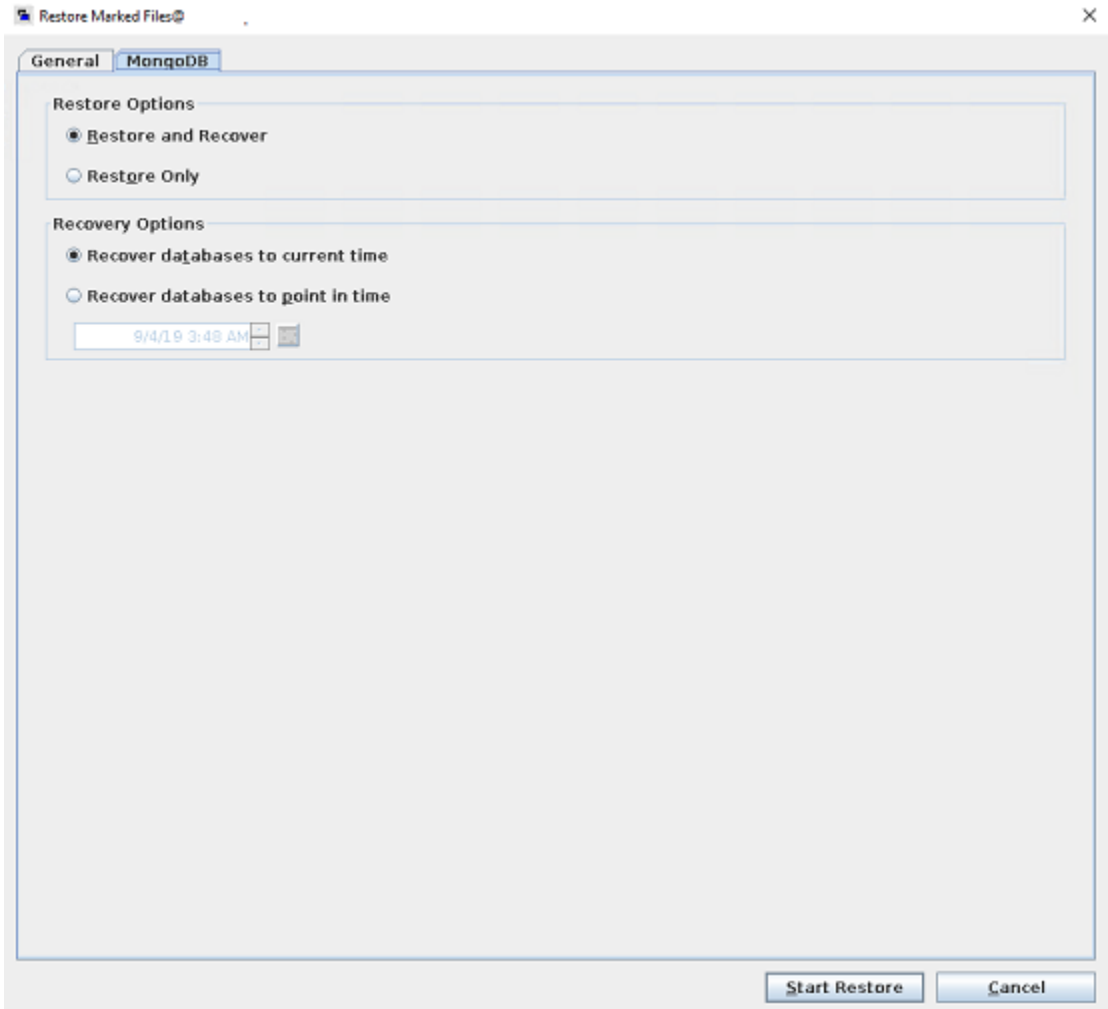 Restore Marked Files@
General MongoDB
Restore Options
Restore and Recover
Restore Only
Recovery Options
Recover databases to current time
Recover databases to point in time
9/4/19 3:48 AM
Start Restore Cancel